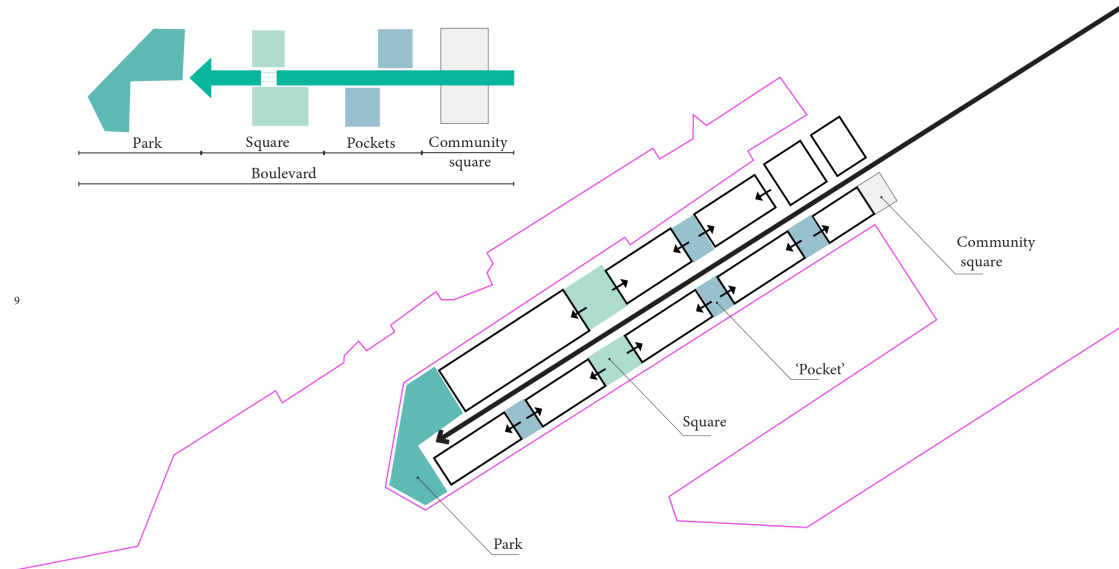 Park
Square
Pockets
Community
square
Boulevard
9
Community
square
‘Pocket’
Square
Park